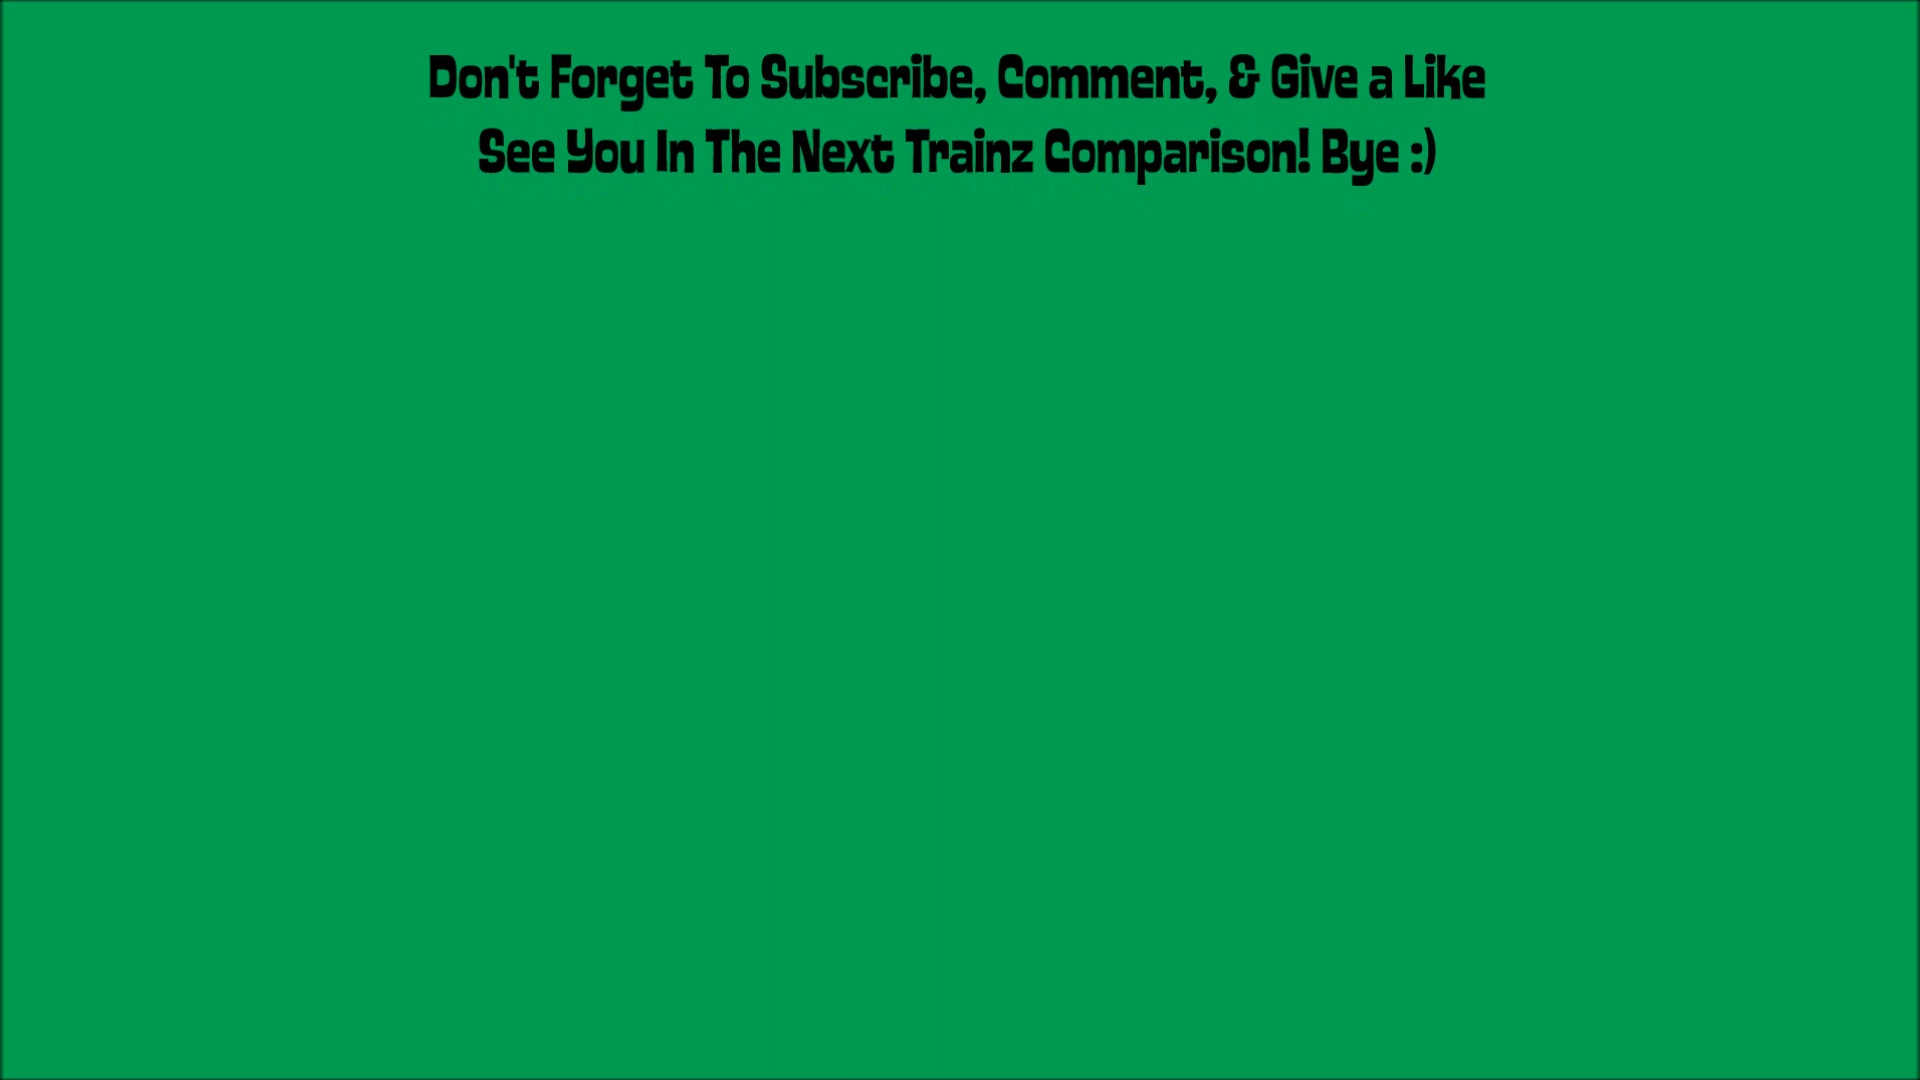 Don't Forget To Subscribe, Comment, & Give a Like
See You In The Next Trainz Comparison! Bye :)